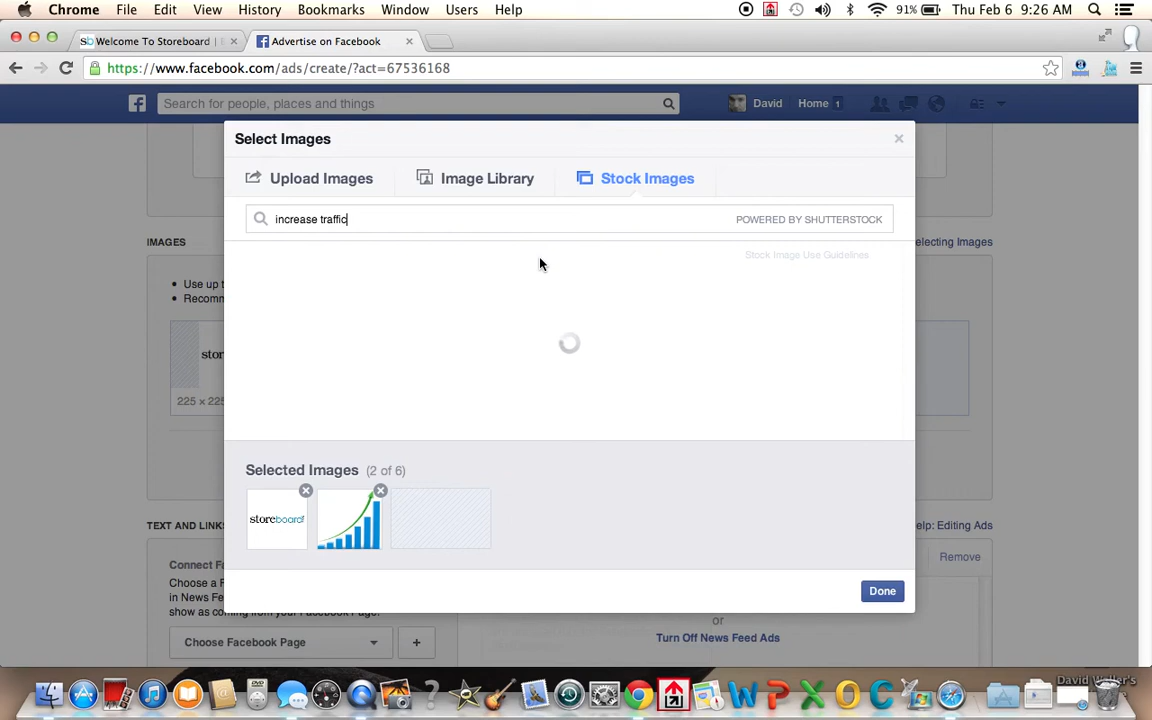 Chrome File Edit View History Bookmarks Window Users Help 91% Thu Feb 6 9:26 AM
Welcome To Storeboard |
Advertise on Facebook
https://www.facebook.com/ads/create/?act=67536168
Search for people, places and things
David Home 1
Select Images
Upload Images Image Library Stock Images
increase traffic POWERED BY SHUTTERSTOCK
IMAGES electing Images
Stock Image Use Guidelines
Use up t
Recomm
stor
225 × 225
Selected Images (2 of 6)
storeboard
TEXT AND LINKS elp: Editing Ads
Connect Fa Remove
Choose a F
in News Fe
show as coming from your Facebook Page.
Done
or
Turn Off News Feed Ads
Choose Facebook Page +